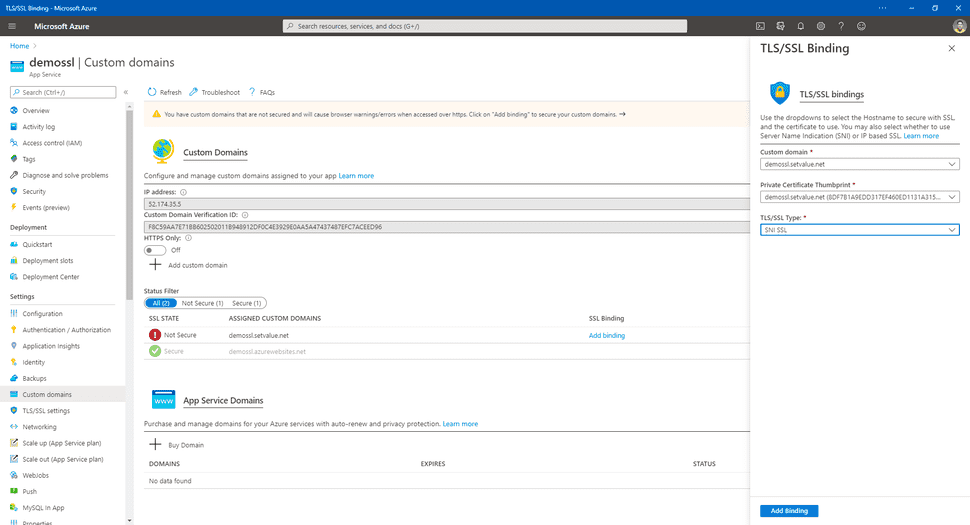 TLS/SSL Binding - Microsoft Azure
Microsoft Azure
Search resources, services, and docs (G+/)
Home
demossl | Custom domains
App Service
Search (Ctrl+/)
Overview
Activity log
Access control (IAM)
Tags
Diagnose and solve problems
Security
Events (preview)
Deployment
Quickstart
Deployment slots
Deployment Center
Settings
Configuration
Authentication / Authorization
Application Insights
Identity
Backups
Custom domains
TLS/SSL settings
Networking
Scale up (App Service plan)
Scale out (App Service plan)
WebJobs
Push
MySQL In App
Properties
Refresh
Troubleshoot
FAQs
You have custom domains that are not secured and will cause browser warnings/errors when accessed over https. Click on "Add binding" to secure your custom domains. →
Custom Domains
Configure and manage custom domains assigned to your app Learn more
IP address:
52.174.35.5
Custom Domain Verification ID:
HTTPS Only:
Off
Add custom domain
Status Filter
All (2) Not Secure (1) Secure (1)
SSL STATE ASSIGNED CUSTOM DOMAINS SSL Binding
Not Secure demossl.setvalue.net Add binding
Secure demossl.azurewebsites.net
www
App Service Domains
Purchase and manage domains for your Azure services with auto-renew and privacy protection. Learn more
Buy Domain
DOMAINS EXPIRES STATUS
No data found
TLS/SSL Binding
TLS/SSL bindings
Use the dropdowns to select the Hostname to secure with SSL,
and the certificate to use. You may also select whether to use
Server Name Indication (SNI) or IP based SSL. Learn more
Custom domain *
demossl.setvalue.net
Private Certificate Thumbprint *
demossl.setvalue.net
TLS/SSL Type: *
SNI SSL
Add Binding